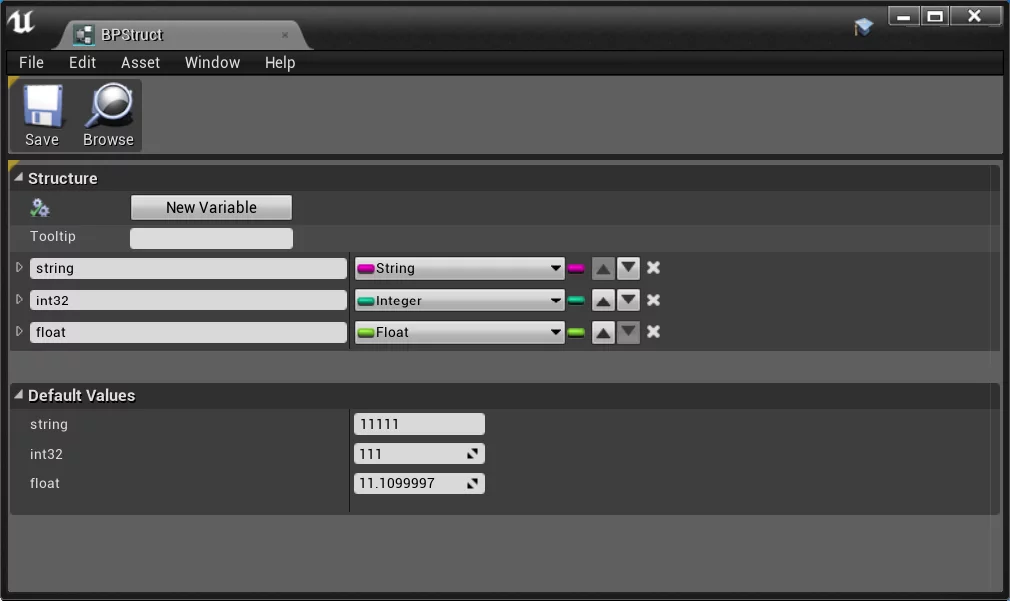 BPStruct
File Edit Asset Window Help
Save Browse
Structure
New Variable
Tooltip
string String
int32 Integer
float Float
Default Values
string 11111
int32 111
float 11.1099997